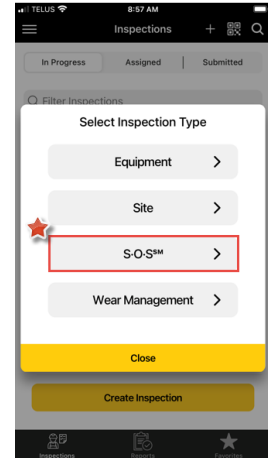 TELUS 8:57 AM
Inspections
In Progress Assigned Submitted
Filter Inspections
Select Inspection Type
Equipment
Site
S·O·S℠
Wear Management
Close
Create Inspection
Inspections Reports Favorites